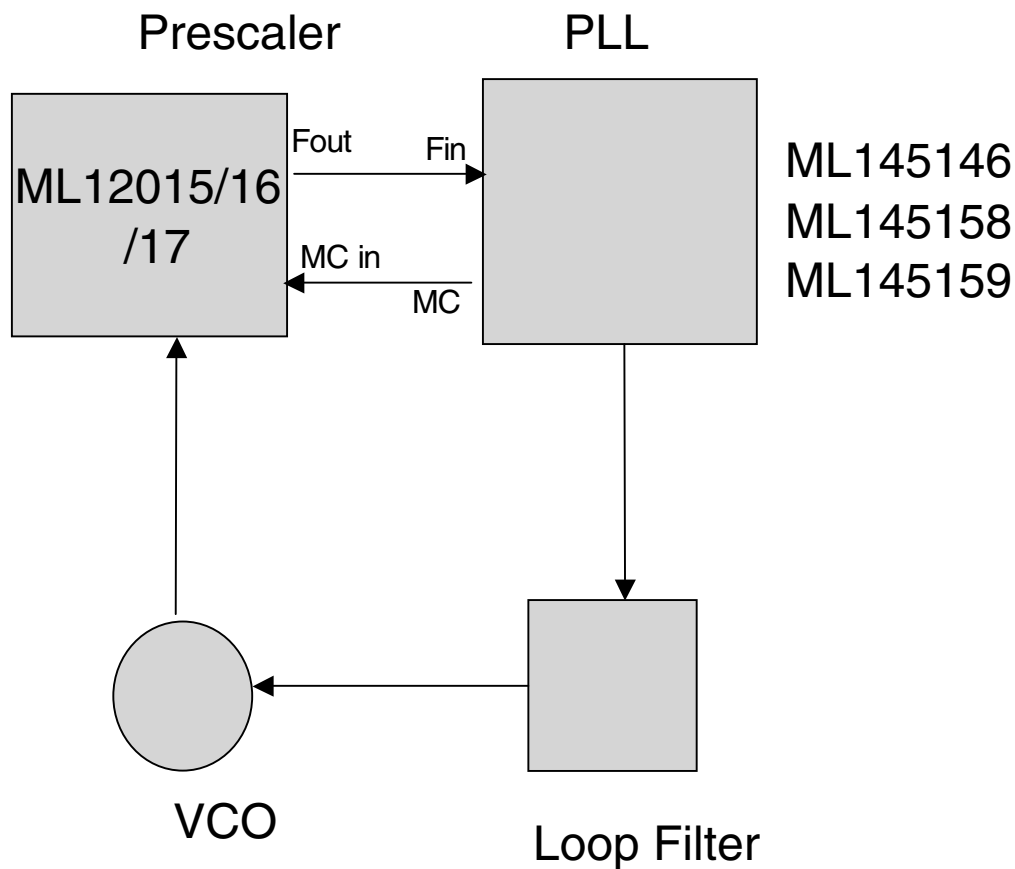 Prescaler
PLL
Fout
Fin
ML12015/16
/17
MC in
MC
ML145146
ML145158
ML145159
VCO
Loop Filter